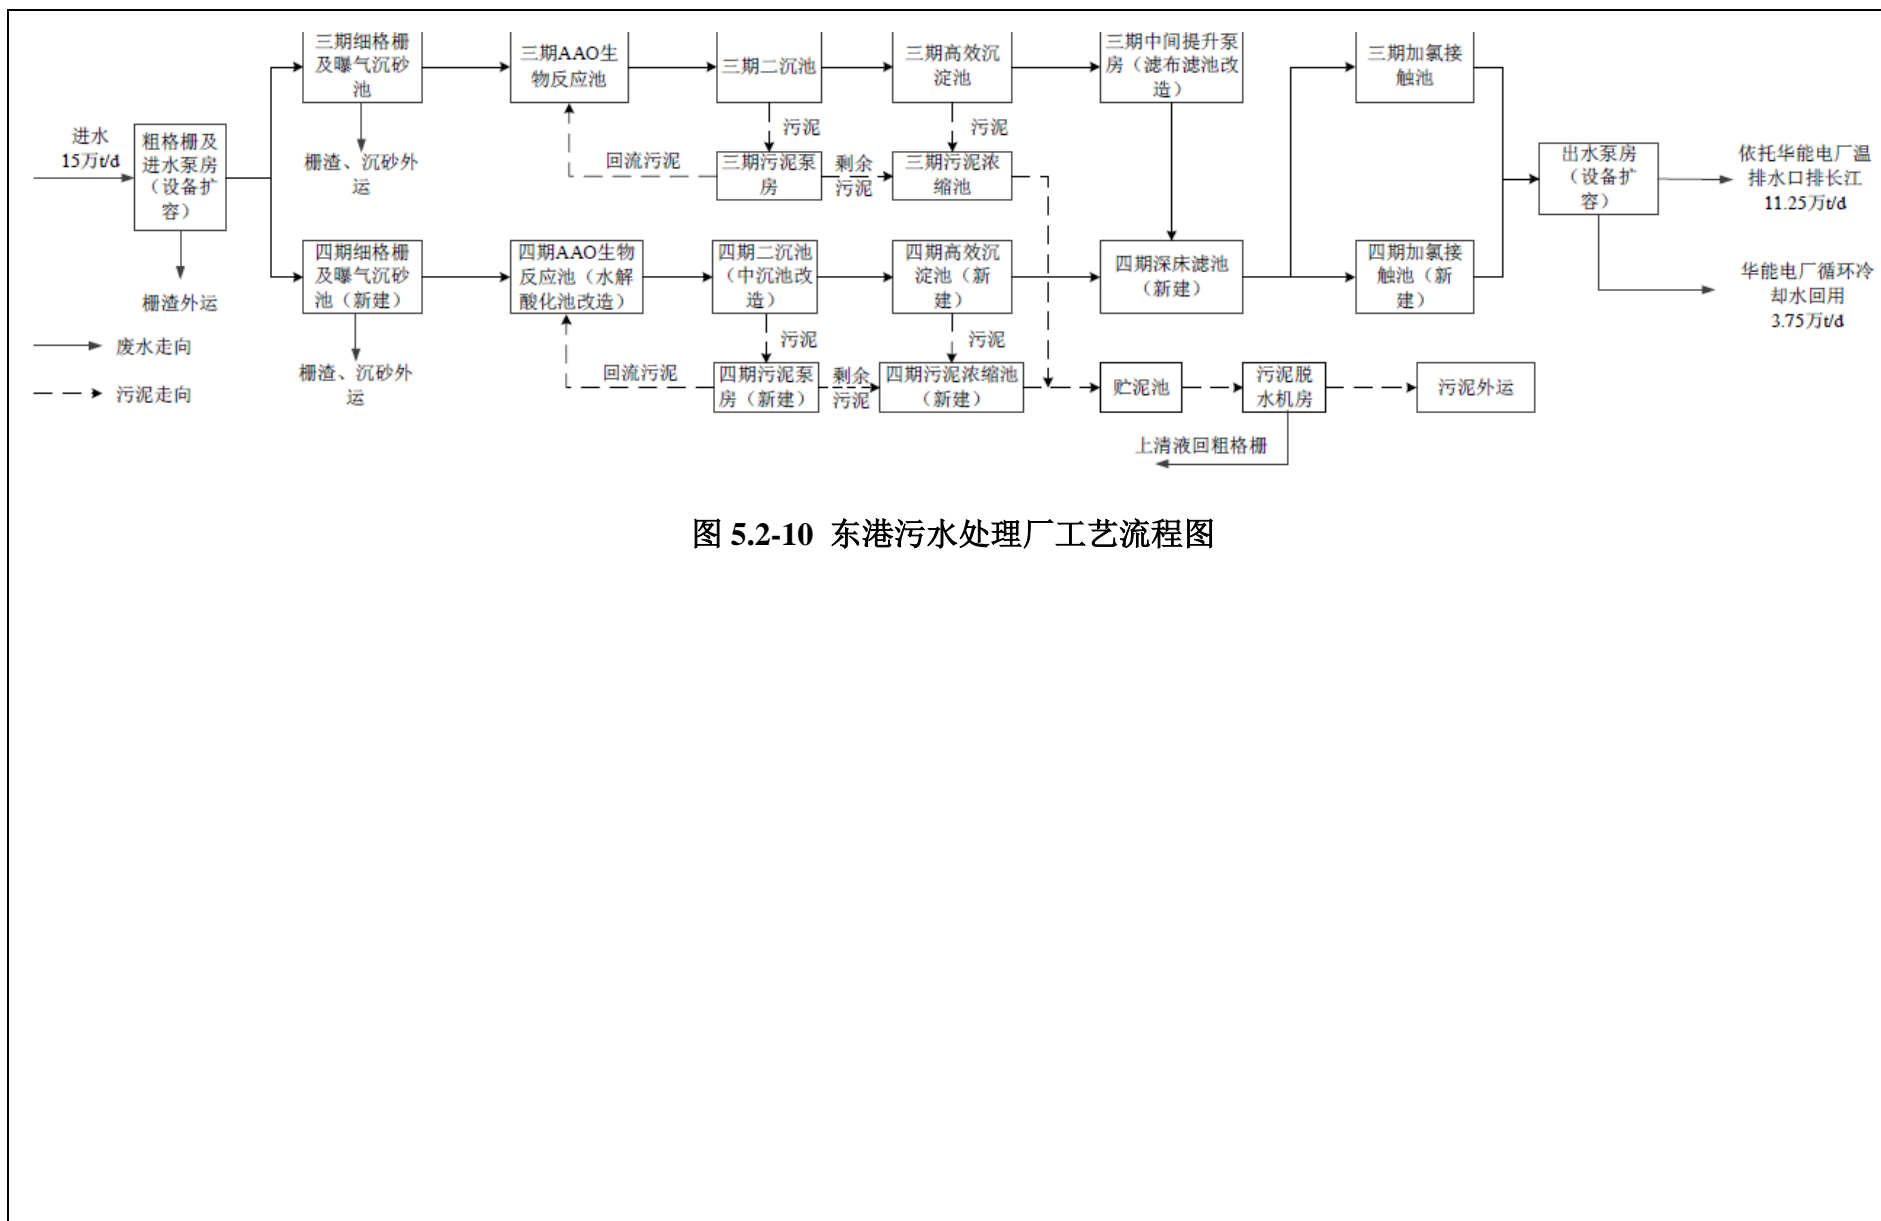 三期细格栅
及曝气沉砂
池
三期AAO生
物反应池
三期二沉池
三期高效沉
淀池
三期中间提升泵
房（滤布滤池改
造）
三期加氯接
触池
进水
15万t/d
粗格栅及
进水泵房
（设备扩
容）
栅渣、沉砂外
运
回流污泥
污泥
三期污泥泵
房
剩余
污泥
污泥
三期污泥浓
缩池
出水泵房
（设备扩
容）
依托华能电厂温
排水口排长江
11.25万t/d
栅渣外运
四期细格栅
及曝气沉砂
池（新建）
四期AAO生物
反应池（水解
酸化池改造）
四期二沉池
（中沉池改
造）
四期高效沉
淀池（新
建）
四期深床滤池
（新建）
四期加氯接
触池（新
建）
华能电厂循环冷
却水回用
3.75万t/d
废水走向
污泥走向
栅渣、沉砂外
运
回流污泥
污泥
四期污泥泵
房（新建）
剩余
污泥
污泥
四期污泥浓缩池
（新建）
贮泥池
污泥脱
水机房
污泥外运
上清液回粗格栅
图 5.2-10 东港污水处理厂工艺流程图